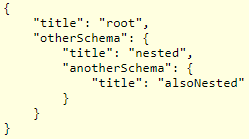 {
    "title": "root",
    "otherSchema": {
        "title": "nested",
        "anotherSchema": {
            "title": "alsoNested"
        }
    }
}